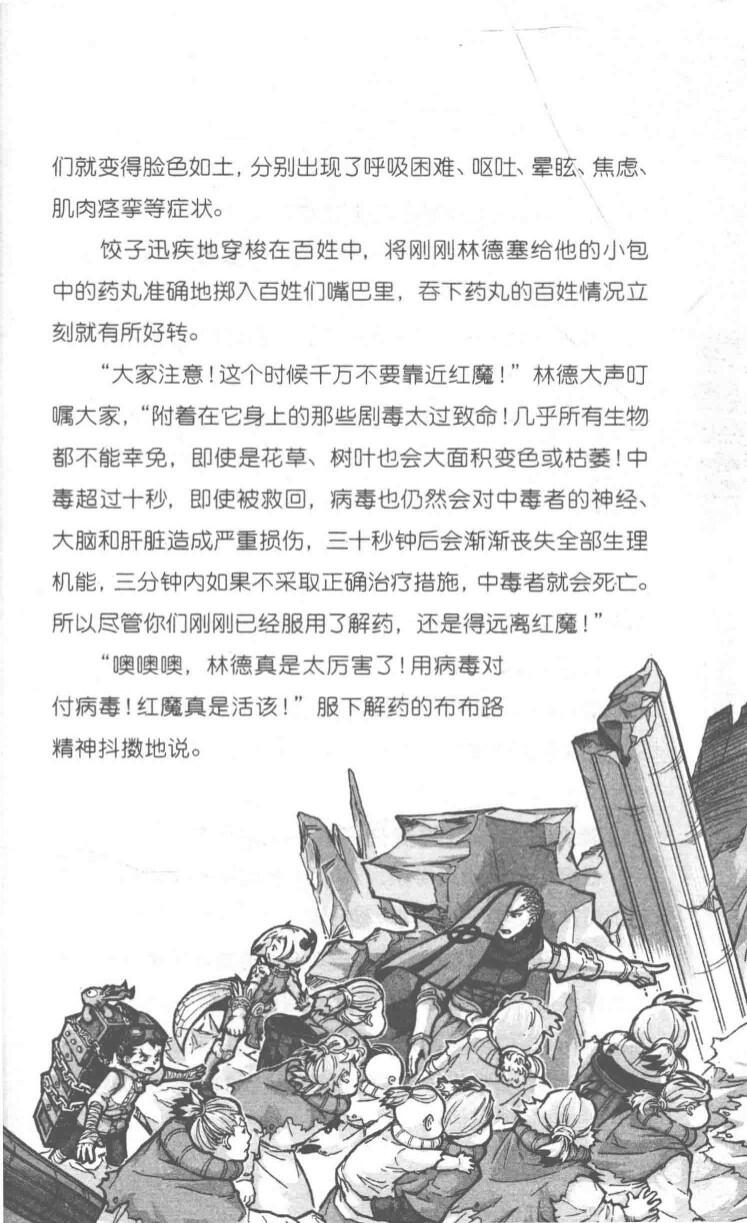 们就变得脸色如土，分别出现了呼吸困难、呕吐、晕眩、焦虑、
肌肉痉挛等症状。
饺子迅疾地穿梭在百姓中，将刚刚林德塞给他的小包
中的药丸准确地掷入百姓们嘴巴里，吞下药丸的百姓情况立
刻就有所好转。
“大家注意！这个时候千万不要靠近红魔！”林德大声叮
嘱大家，“附着在它身上的那些剧毒太过致命！几乎所有生物
都不能幸免，即使是花草、树叶也会大面积变色或枯萎！中
毒超过十秒，即使被救回，病毒也仍然会对中毒者的神经、
大脑和肝脏造成严重损伤，三十秒钟后会渐渐丧失全部生理
机能，三分钟内如果不采取正确治疗措施，中毒者就会死亡。
所以尽管你们刚刚已经服用了解药，还是得远离红魔！”
“噢噢噢，林德真是太厉害了！用病毒对
付病毒！红魔真是活该！”服下解药的布布路
精神抖擞地说。